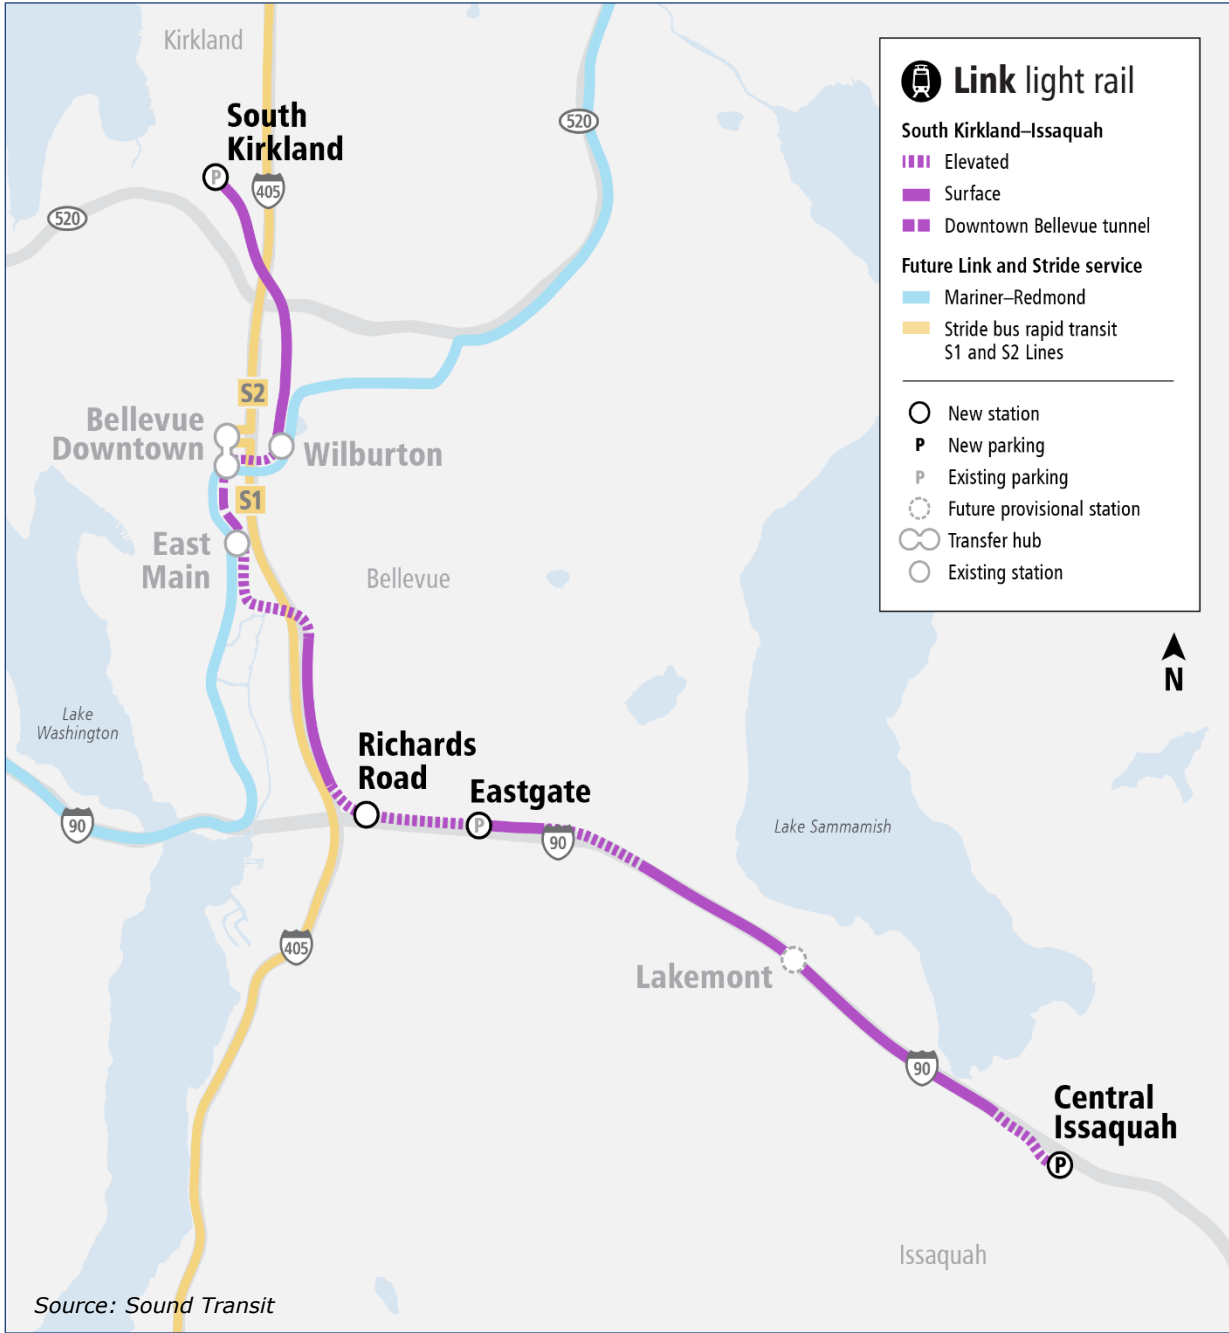 Kirkland
South
Kirkland
P
405
520
520
S2
Bellevue
Downtown
Wilburton
S1
East
Main
Bellevue
Lake
Washington
Richards
Road
Eastgate
P
90
90
Lake Sammamish
405
Lakemont
90
Central
Issaquah
P
Issaquah
Source: Sound Transit
Link light rail
South Kirkland–Issaquah
Elevated
Surface
Downtown Bellevue tunnel
Future Link and Stride service
Mariner–Redmond
Stride bus rapid transit
S1 and S2 Lines
New station
P New parking
P Existing parking
Future provisional station
Transfer hub
Existing station
N